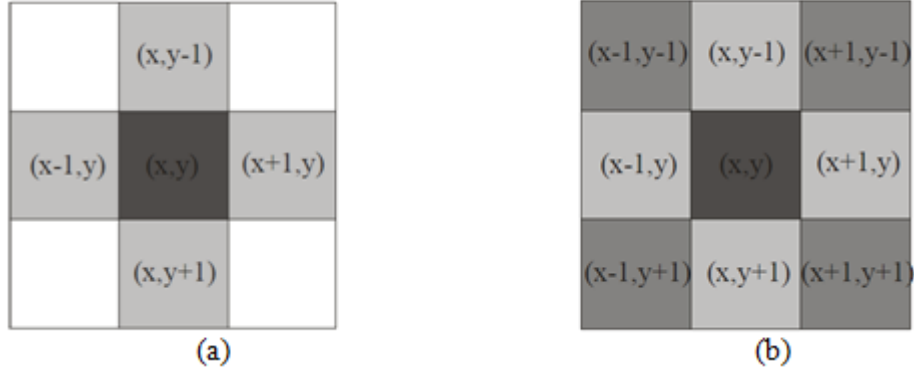 (x,y-1)
(x-1,y) (x,y) (x+1,y)
(x,y+1)
(a)
(x-1,y-1) (x,y-1) (x+1,y-1)
(x-1,y) (x,y) (x+1,y)
(x-1,y+1) (x,y+1) (x+1,y+1)
(b)